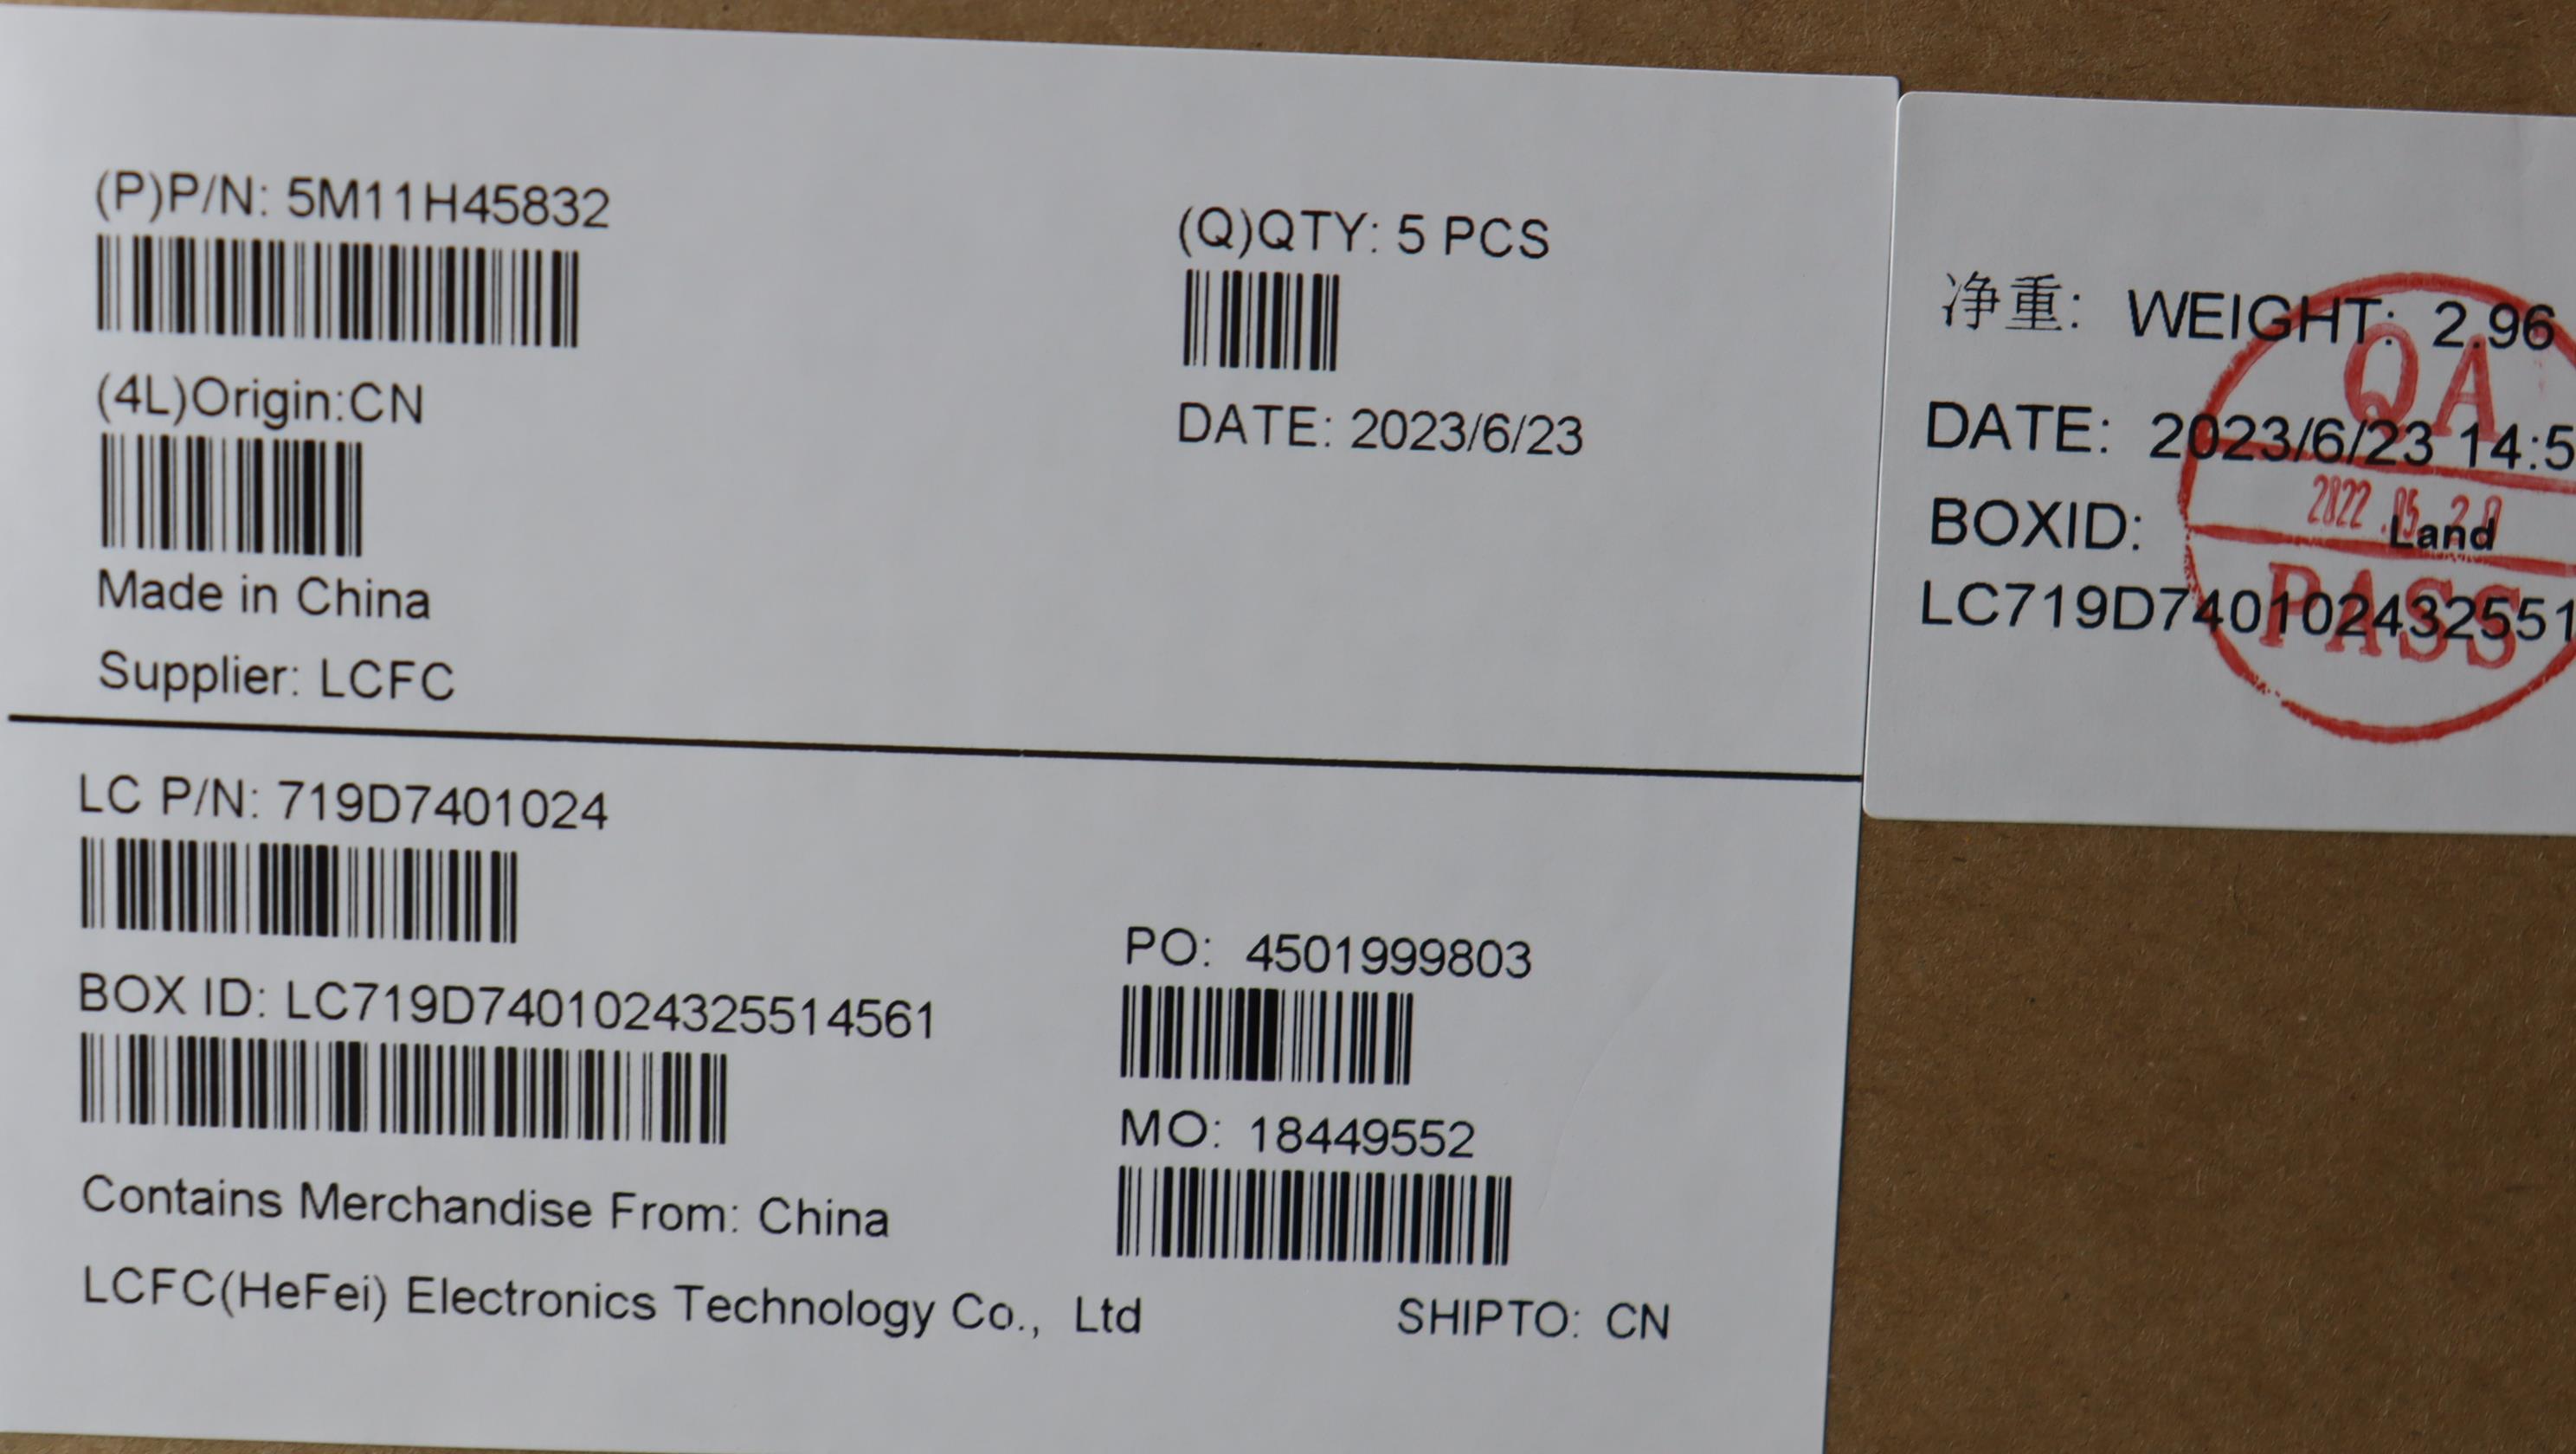 (P)P/N: 5M11H45832
(4L)Origin:CN
Made in China
Supplier: LCFC
(Q)QTY: 5 PCS
DATE: 2023/6/23
LC P/N: 719D7401024
BOX ID: LC719D7401024325514561
Contains Merchandise From: China
LCFC(HeFei) Electronics Technology Co., Ltd
PO: 4501999803
MO: 18449552
SHIPTO: CN
净重: WEIGHT: 2.96
DATE: 2023/6/23 14:5
BOXID:
Land
LC719D740102432551
QA
PASS